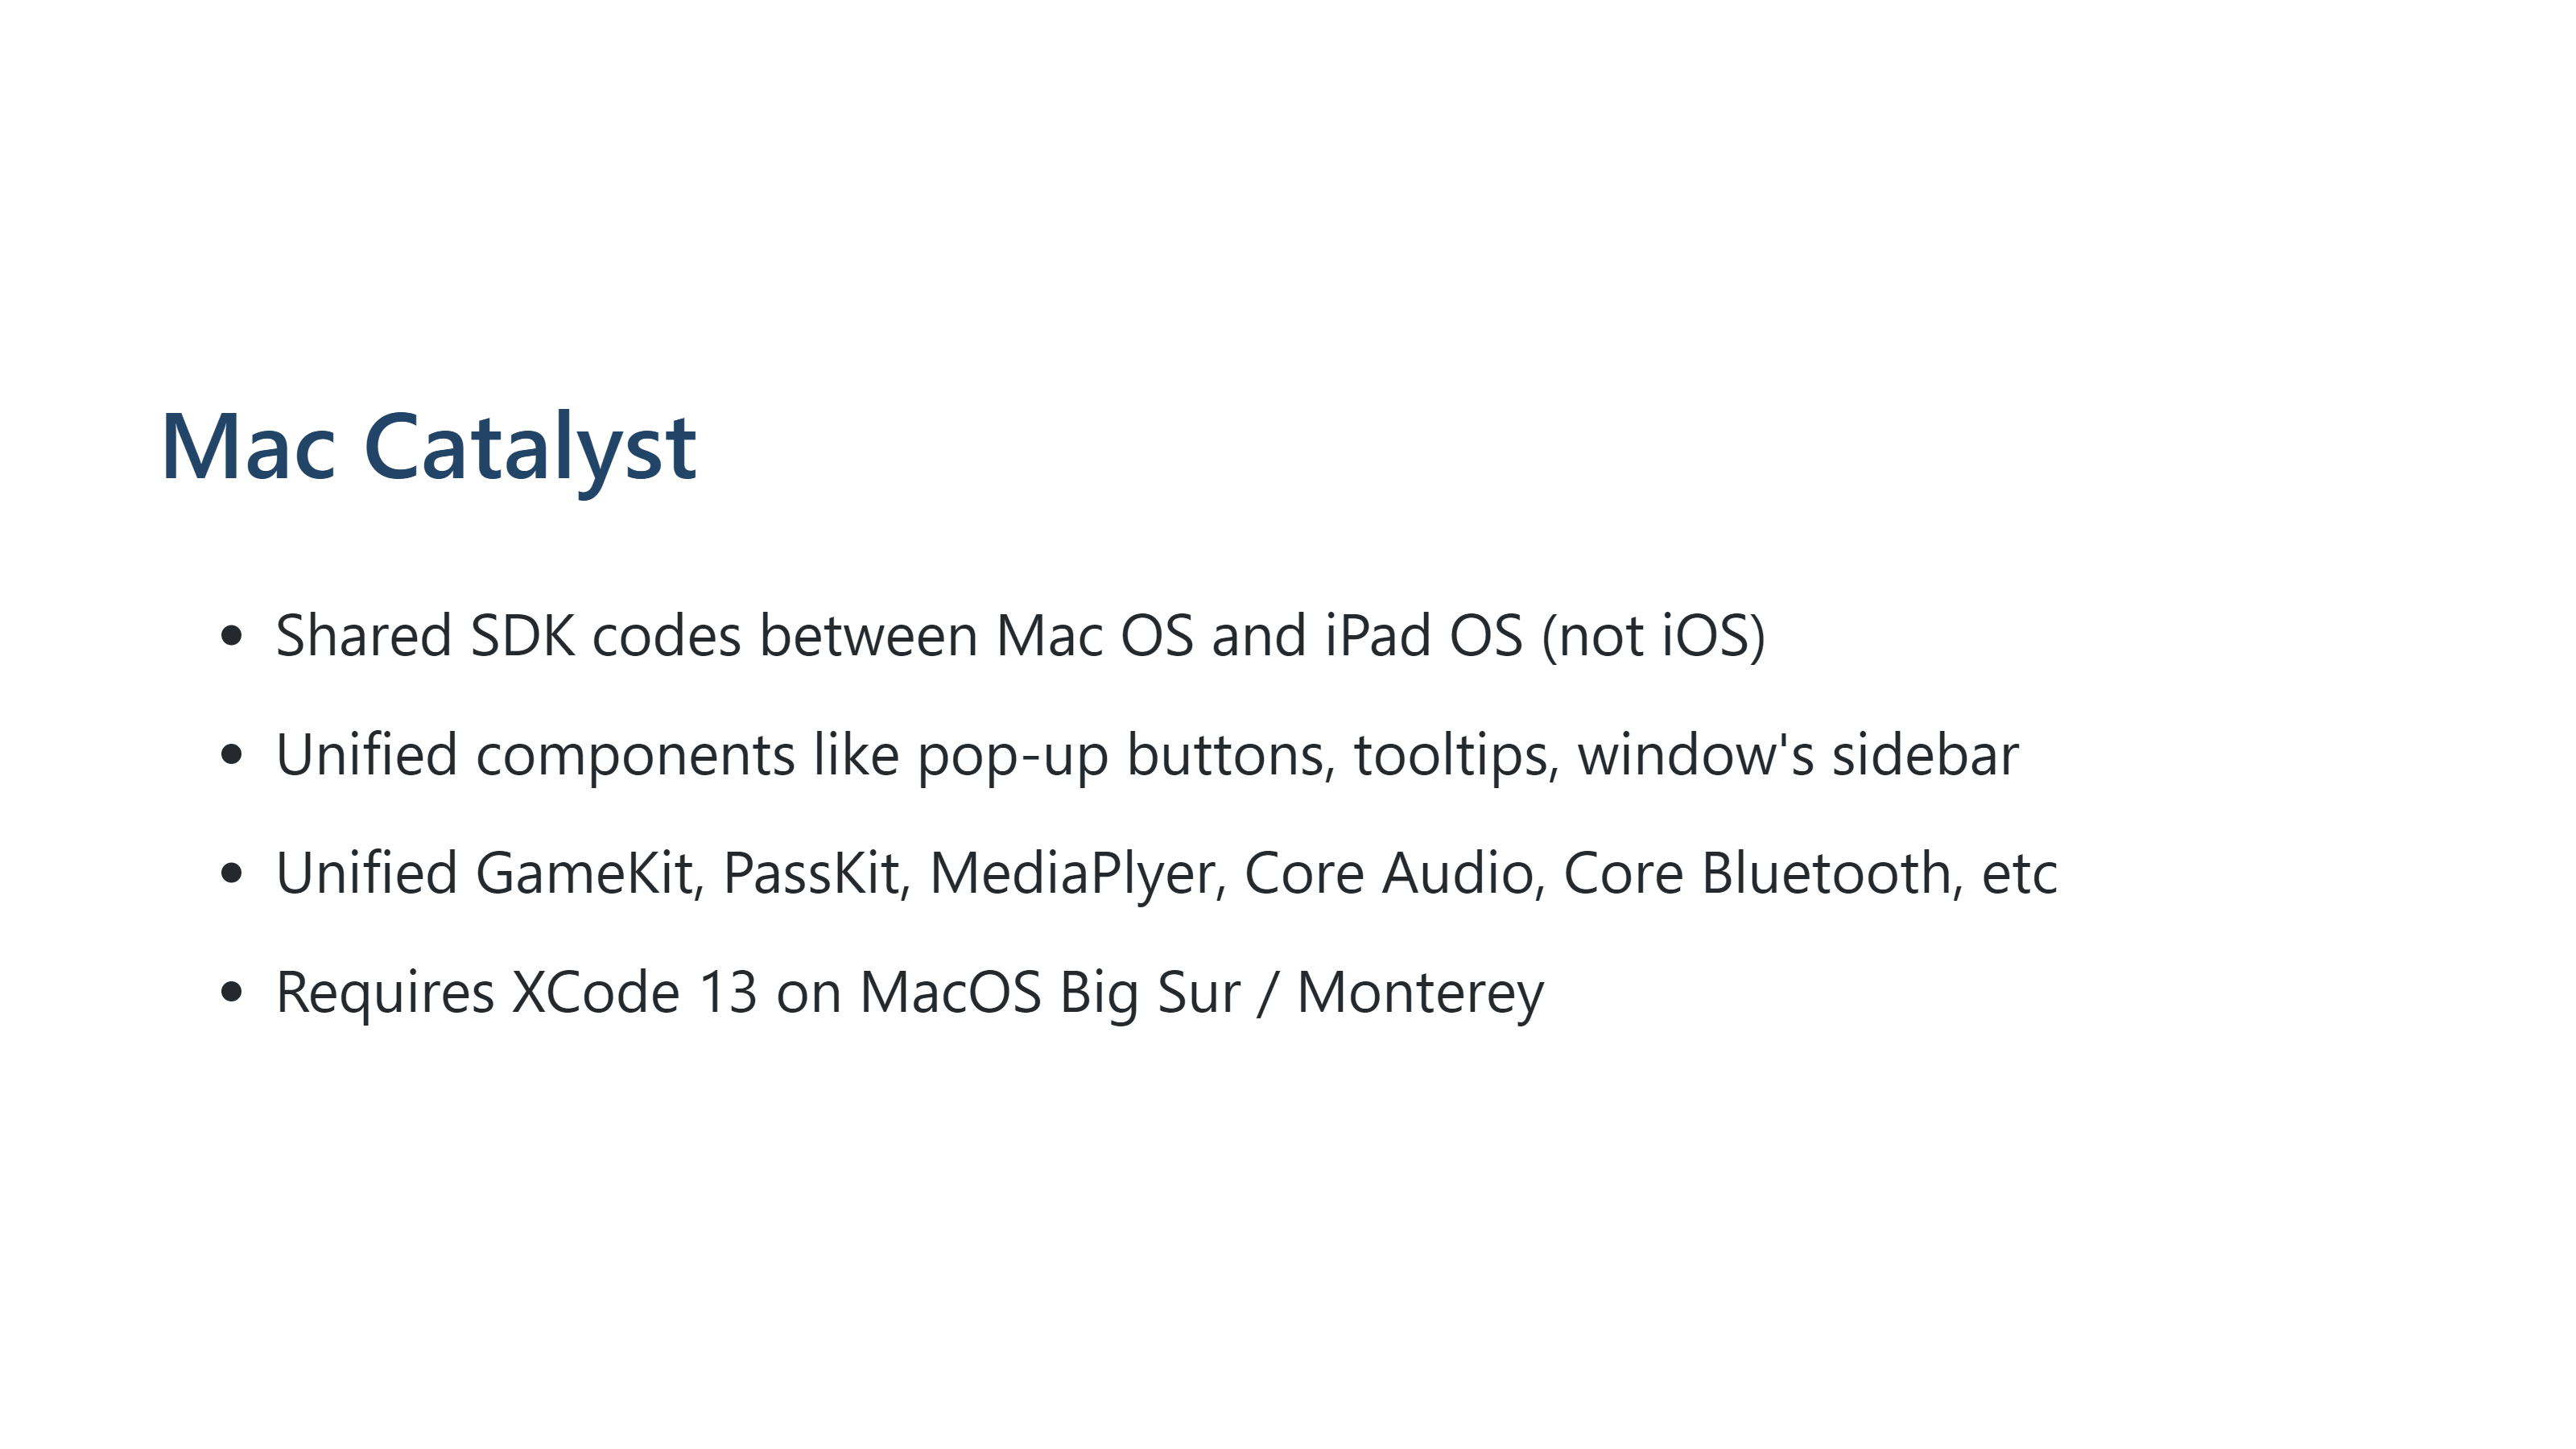 Mac Catalyst
• Shared SDK codes between Mac OS and iPad OS (not iOS)
• Unified components like pop-up buttons, tooltips, window's sidebar
• Unified GameKit, PassKit, MediaPlyer, Core Audio, Core Bluetooth, etc
• Requires XCode 13 on MacOS Big Sur / Monterey